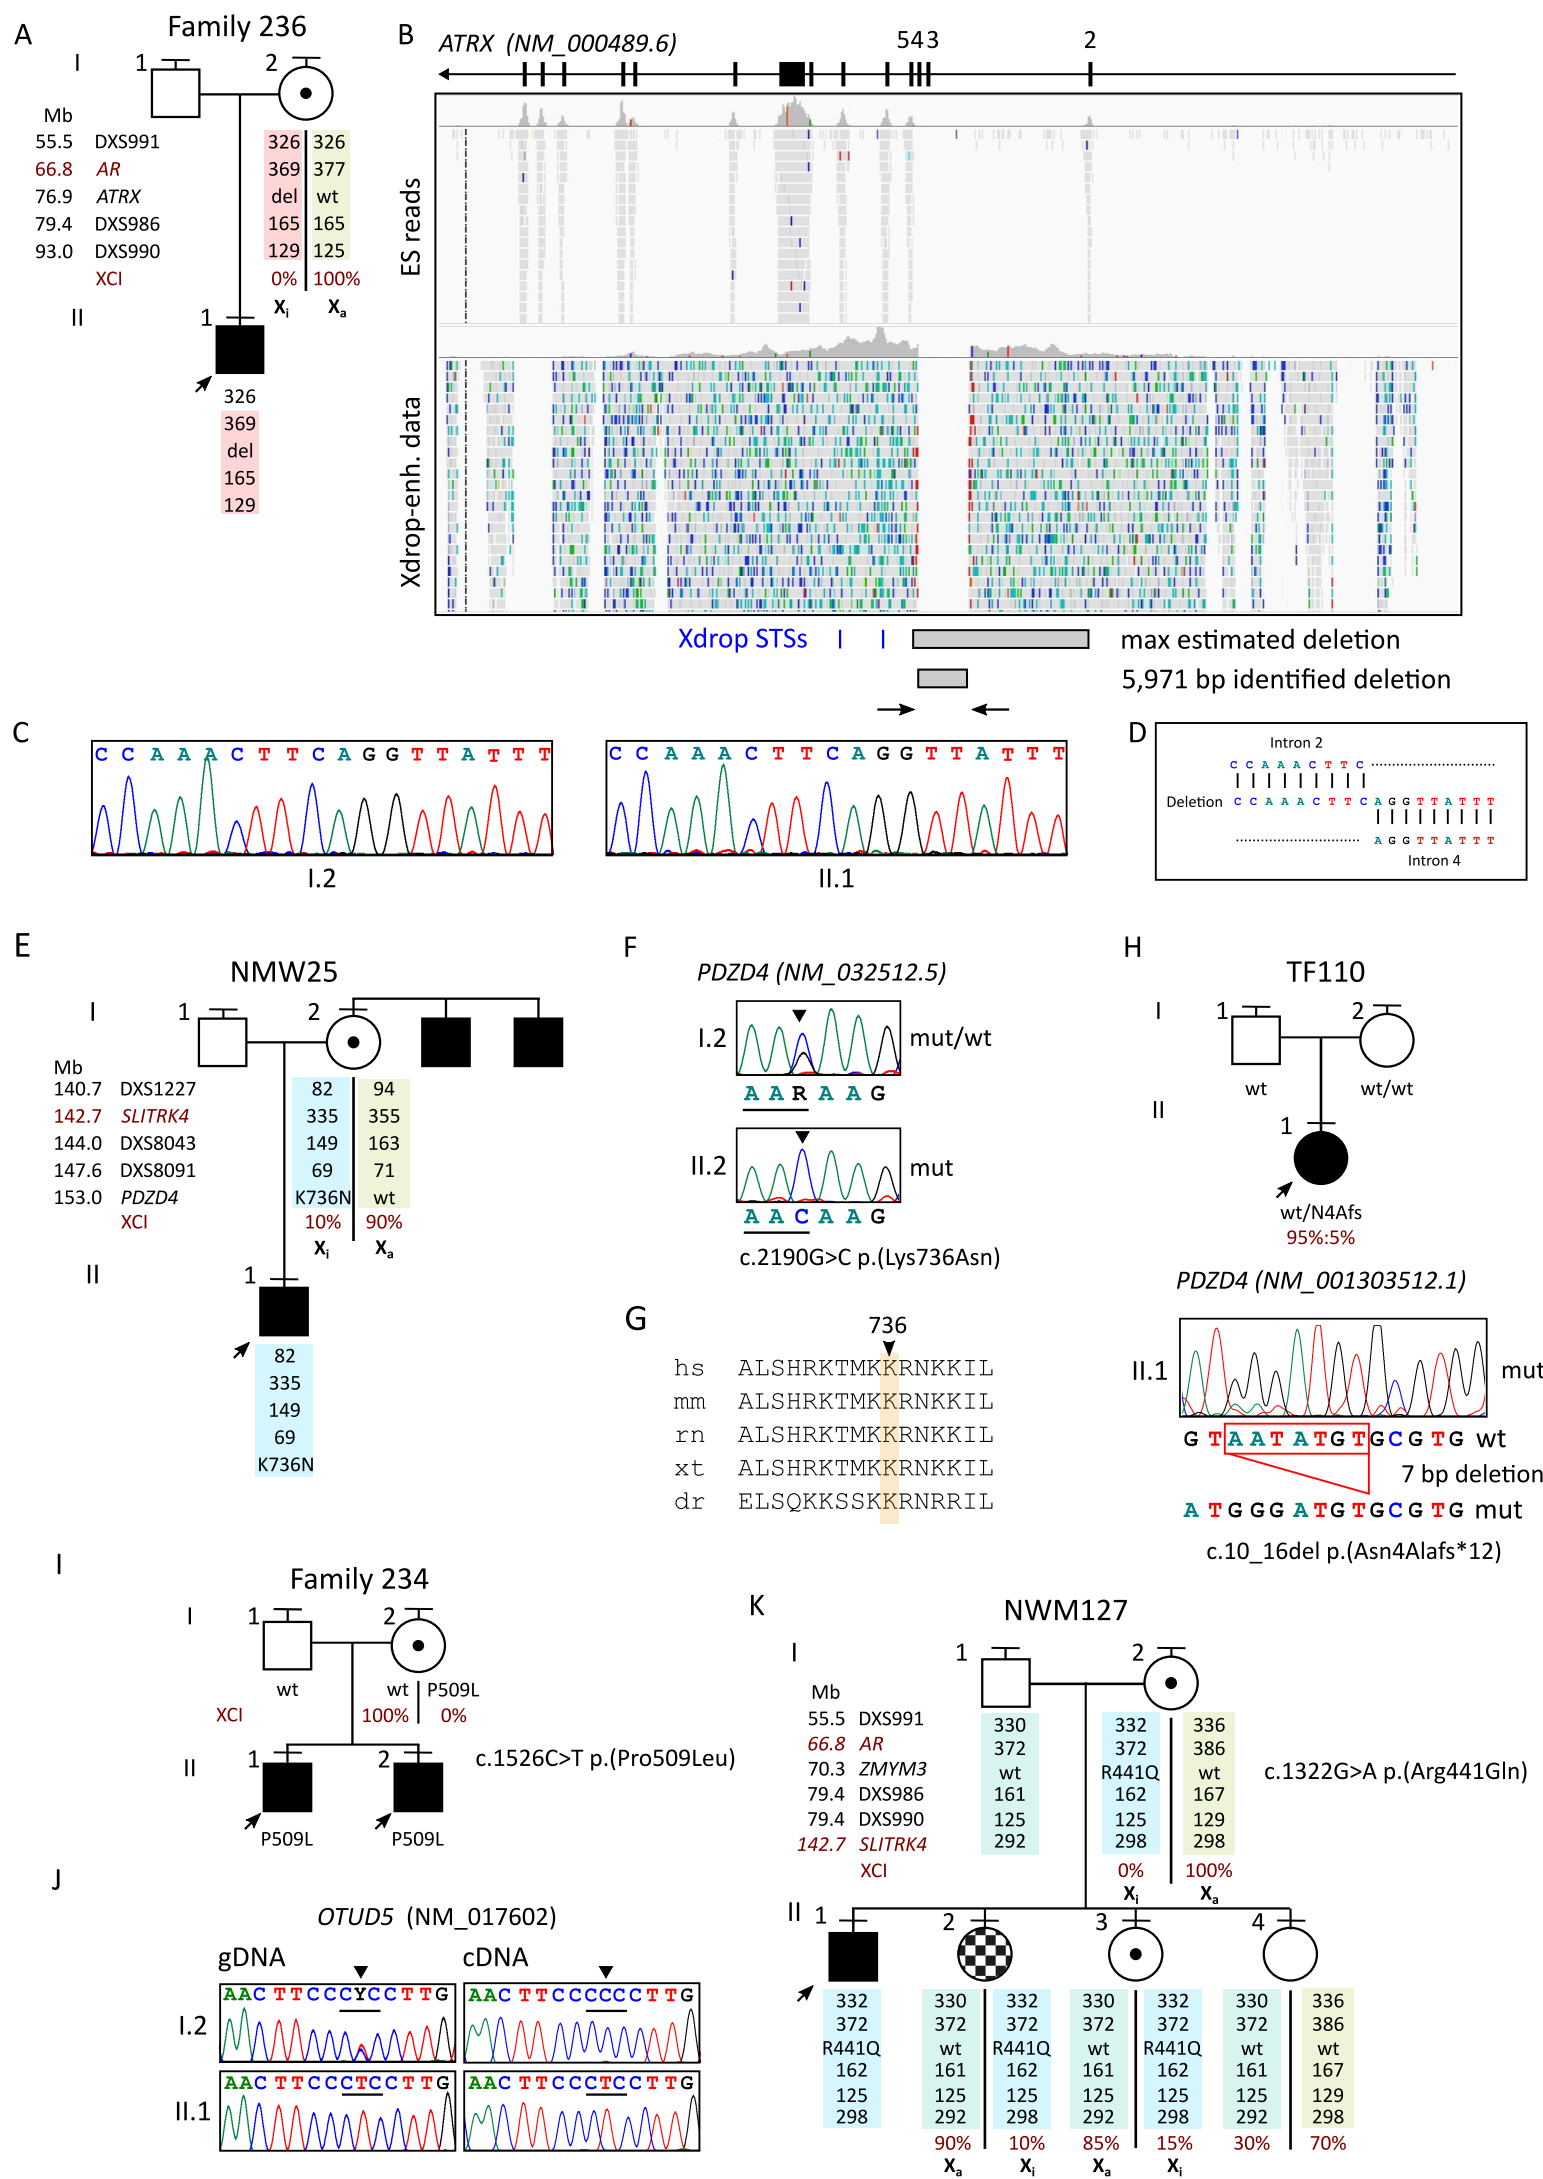 A
Family 236
I
1
2
Mb
55.5 DXS991 326 326
66.8 AR 369 377
76.9 ATRX del wt
79.4 DXS986 165 165
93.0 DXS990 129 125
XCI 0% 100%
Xi Xa
II
1
326
369
del
165
129
B
ATRX (NM_000489.6)
543
2
ES reads
Xdrop-enh. data
Xdrop STSs
max estimated deletion
5,971 bp identified deletion
C
C C A A A C T T C A G G T T A T T T
I.2
C C A A A C T T C A G G T T A T T T
II.1
D
Intron 2
C C A A A C T T C
Deletion C C A A A C T T C A G G T T A T T T
A G G T T A T T T
Intron 4
E
NMW25
I
1
2
Mb
140.7 DXS1227 82 94
142.7 SLITRK4 335 355
144.0 DXS8043 149 163
147.6 DXS8091 69 71
153.0 PDZD4 K736N wt
XCI 10% 90%
Xi Xa
II
1
82
335
149
69
K736N
F
PDZD4 (NM_032512.5)
I.2 mut/wt
A A R A A G
II.2 mut
A A C A A G
c.2190G>C p.(Lys736Asn)
G
736
hs ALSHRKTMKKRNKKIL
mm ALSHRKTMKKRNKKIL
rn ALSHRKTMKKRNKKIL
xt ALSHRKTMKKRNKKIL
dr ELSQKKSSKKRNRRIL
H
TF110
I
1
2
wt wt/wt
II
1
wt/N4Afs
95%:5%
PDZD4 (NM_001303512.1)
II.1 mut
G T A A T A T G T G C G T G wt
7 bp deletion
A T G G G A T G T G C G T G mut
c.10_16del p.(Asn4Alafs*12)
I
Family 234
I
1
2
wt wt P509L
XCI 100% 0%
II
1
2
c.1526C>T p.(Pro509Leu)
P509L P509L
J
OTUD5 (NM_017602)
gDNA cDNA
I.2
A A C T T C C C Y C C T T G
A A C T T C C C C C C T T G
II.1
A A C T T C C C T C C T T G
A A C T T C C C T C C T T G
K
NWM127
I
1
2
Mb
55.5 DXS991 330 332 336
66.8 AR 372 372 386
70.3 ZMYM3 wt R441Q wt
79.4 DXS986 161 162 167
79.4 DXS990 125 125 129
142.7 SLITRK4 292 298 298
XCI 0% 100%
Xi Xa
c.1322G>A p.(Arg441Gln)
II
1
2
3
4
332 330 332 330 332 330 336
372 372 372 372 372 372 386
R441Q wt R441Q wt R441Q wt wt
162 161 162 161 162 161 167
125 125 125 125 125 125 129
298 292 298 292 298 292 298
90% 10% 85% 15% 30% 70%
Xa Xi Xa Xi